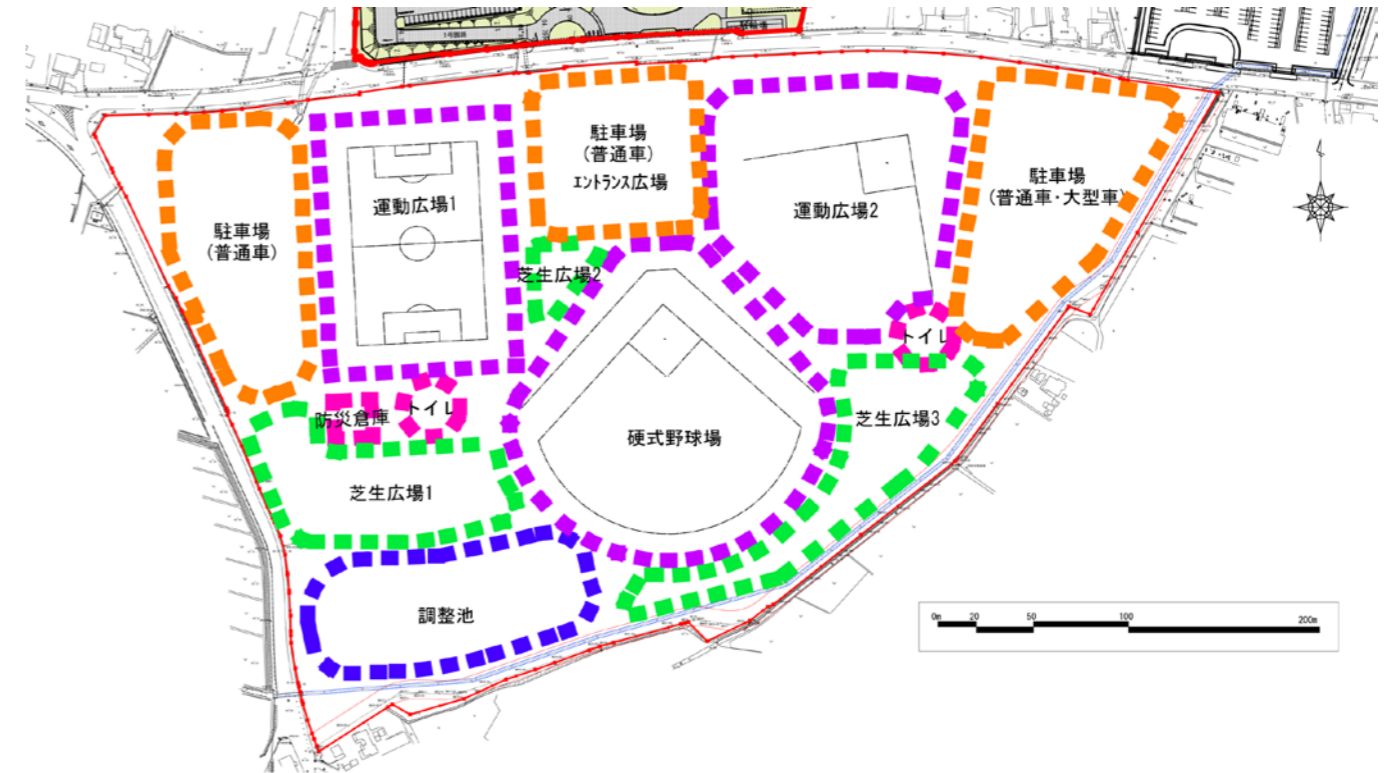 駐車場
(普通車)
エントランス広場
運動広場1
駐車場
(普通車・大型車)
運動広場2
駐車場
(普通車)
芝生広場2
トイレ
防災倉庫
トイレ
芝生広場3
硬式野球場
芝生広場1
調整池
0m 20 50 100 200m